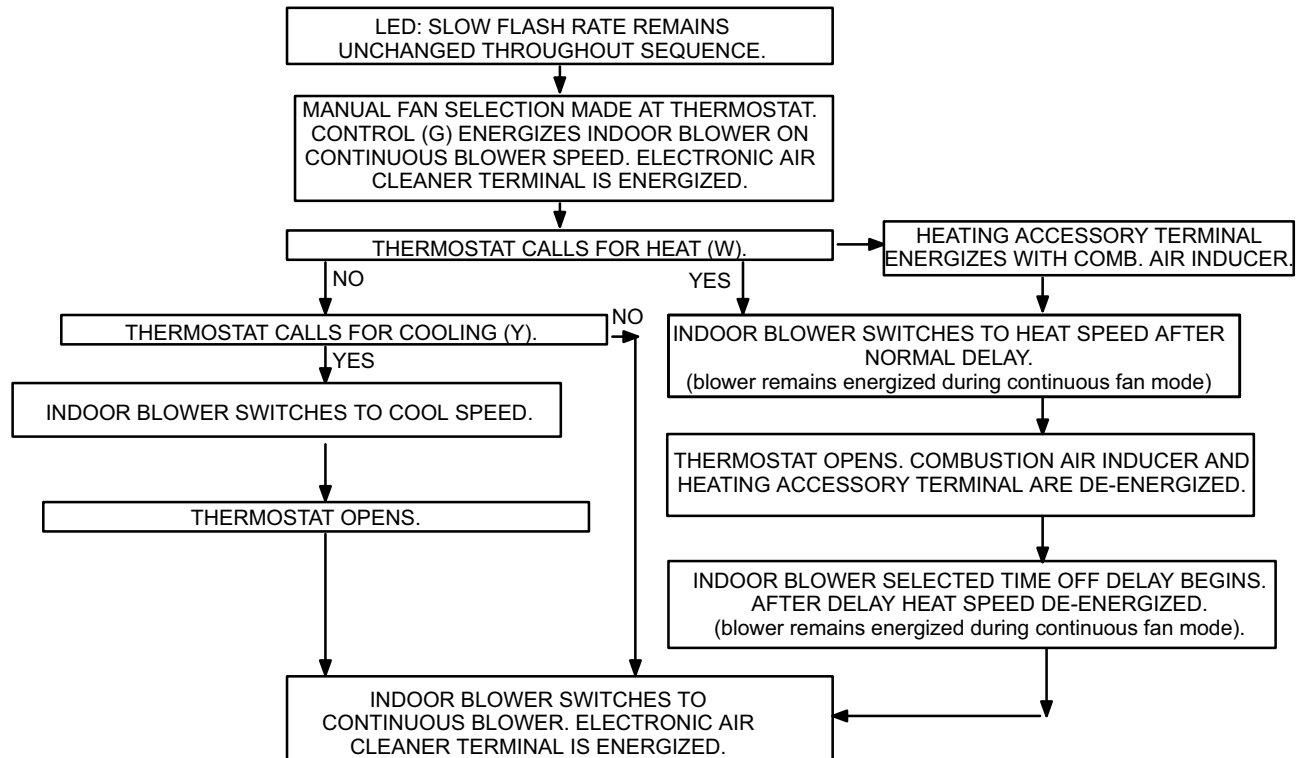 LED: SLOW FLASH RATE REMAINS
UNCHANGED THROUGHOUT SEQUENCE.
MANUAL FAN SELECTION MADE AT THERMOSTAT.
CONTROL (G) ENERGIZES INDOOR BLOWER ON
CONTINUOUS BLOWER SPEED. ELECTRONIC AIR
CLEANER TERMINAL IS ENERGIZED.
THERMOSTAT CALLS FOR HEAT (W).
HEATING ACCESSORY TERMINAL
ENERGIZES WITH COMB. AIR INDUCER.
NO
YES
THERMOSTAT CALLS FOR COOLING (Y).
NO
YES
INDOOR BLOWER SWITCHES TO COOL SPEED.
THERMOSTAT OPENS.
INDOOR BLOWER SWITCHES TO HEAT SPEED AFTER
NORMAL DELAY.
(blower remains energized during continuous fan mode)
THERMOSTAT OPENS. COMBUSTION AIR INDUCER AND
HEATING ACCESSORY TERMINAL ARE DE-ENERGIZED.
INDOOR BLOWER SELECTED TIME OFF DELAY BEGINS.
AFTER DELAY HEAT SPEED DE-ENERGIZED.
(blower remains energized during continuous fan mode).
INDOOR BLOWER SWITCHES TO
CONTINUOUS BLOWER. ELECTRONIC AIR
CLEANER TERMINAL IS ENERGIZED.